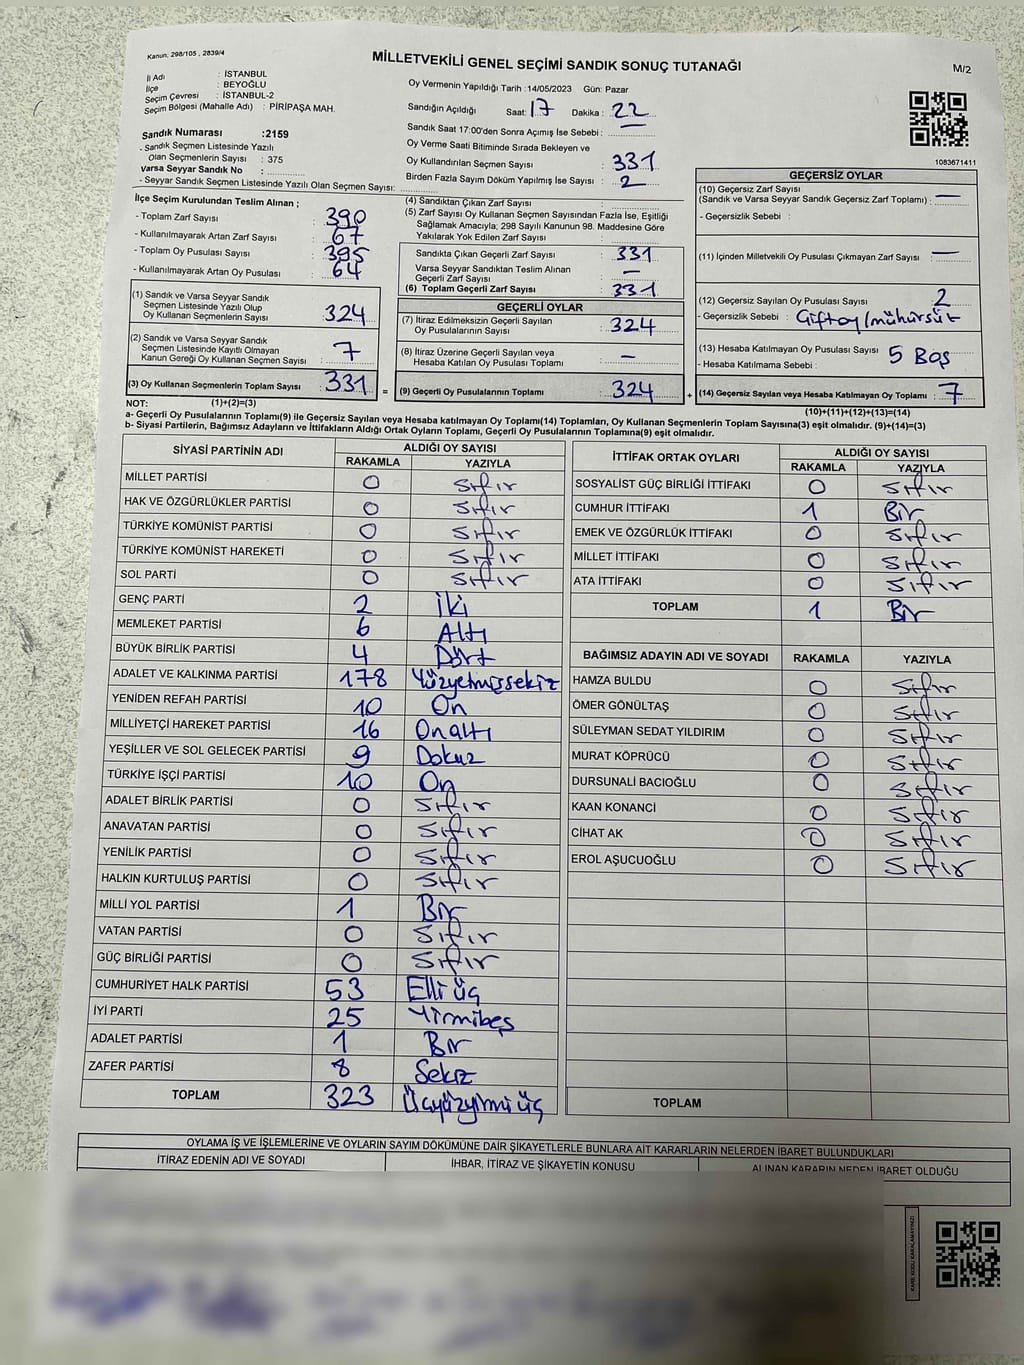 Kanun, 298/105 , 2839/4
MİLLETVEKİLİ GENEL SEÇİMİ SANDIK SONUÇ TUTANAĞI
M/2
İl Adı : İSTANBUL
İlçe : BEYOĞLU
Seçim Çevresi : İSTANBUL-2
Seçim Bölgesi (Mahalle Adı) : PİRİPAŞA MAH.
Sandık Numarası :2159
- Sandık Seçmen Listesinde Yazılı
Olan Seçmenlerin Sayısı : 375
Varsa Seyyar Sandık No :
- Seyyar Sandık Seçmen Listesinde Yazılı Olan Seçmen Sayısı:
Oy Vermenin Yapıldığı Tarih :14/05/2023 Gün: Pazar
Sandığın Açıldığı Saat: 17 Dakika : 22
Sandık Saat 17:00'den Sonra Açımış İse Sebebi :
Oy Verme Saati Bitiminde Sırada Bekleyen ve
Oy Kullandırılan Seçmen Sayısı : 331
Birden Fazla Sayım Döküm Yapılmış İse Sayısı : 2
1083671411
İlçe Seçim Kurulundan Teslim Alınan ;
- Toplam Zarf Sayısı : 390
- Kullanılmayarak Artan Zarf Sayısı : 67
- Toplam Oy Pusulası Sayısı : 395
- Kullanılmayarak Artan Oy Pusulası : 64
(1) Sandık ve Varsa Seyyar Sandık
Seçmen Listesinde Yazılı Olup
Oy Kullanan Seçmenlerin Sayısı : 324
(2) Sandık ve Varsa Seyyar Sandık
Seçmen Listesinde Kayıtlı Olmayan
Kanun Gereği Oy Kullanan Seçmen Sayısı : 7
(3) Oy Kullanan Seçmenlerin Toplam Sayısı : 331
(4) Sandıktan Çıkan Zarf Sayısı :
(5) Zarf Sayısı Oy Kullanan Seçmen Sayısından Fazla İse, Eşitliği
Sağlamak Amacıyla; 298 Sayılı Kanunun 98. Maddesine Göre
Yakılarak Yok Edilen Zarf Sayısı :
Sandıkta Çıkan Geçerli Zarf Sayısı : 331
Varsa Seyyar Sandıktan Teslim Alınan
Geçerli Zarf Sayısı : —
(6) Toplam Geçerli Zarf Sayısı : 331
GEÇERLİ OYLAR
(7) İtiraz Edilmeksizin Geçerli Sayılan
Oy Pusulalarının Sayısı : 324
(8) İtiraz Üzerine Geçerli Sayılan veya
Hesaba Katılan Oy Pusulası Toplamı : —
= (9) Geçerli Oy Pusulalarının Toplamı : 324
GEÇERSİZ OYLAR
(10) Geçersiz Zarf Sayısı
(Sandık ve Varsa Seyyar Sandık Geçersiz Zarf Toplamı) : —
- Geçersizlik Sebebi :
(11) İçinden Milletvekili Oy Pusulası Çıkmayan Zarf Sayısı : —
(12) Geçersiz Sayılan Oy Pusulası Sayısı : 2
- Geçersizlik Sebebi : Çiftoy/mühürsüz
(13) Hesaba Katılmayan Oy Pusulası Sayısı : 5 Boş
- Hesaba Katılmama Sebebi :
+ (14) Geçersiz Sayılan veya Hesaba Katılmayan Oy Toplamı : 7
NOT: (1)+(2)=(3)
(10)+(11)+(12)+(13)=(14)
a- Geçerli Oy Pusulalarının Toplamı(9) ile Geçersiz Sayılan veya Hesaba katılmayan Oy Toplamı(14) Toplamları, Oy Kullanan Seçmenlerin Toplam Sayısına(3) eşit olmalıdır. (9)+(14)=(3)
b- Siyasi Partilerin, Bağımsız Adayların ve İttifakların Aldığı Ortak Oyların Toplamı, Geçerli Oy Pusulalarının Toplamına(9) eşit olmalıdır.
SİYASİ PARTİNİN ADI ALDIĞI OY SAYISI
RAKAMLA YAZIYLA
MİLLET PARTİSİ 0 Sıfır
HAK VE ÖZGÜRLÜKLER PARTİSİ 0 Sıfır
TÜRKİYE KOMÜNİST PARTİSİ 0 Sıfır
TÜRKİYE KOMÜNİST HAREKETİ 0 Sıfır
SOL PARTİ 0 Sıfır
GENÇ PARTİ 2 İki
MEMLEKET PARTİSİ 6 Altı
BÜYÜK BİRLİK PARTİSİ 4 Dört
ADALET VE KALKINMA PARTİSİ 178 Yüzyetmişsekiz
YENİDEN REFAH PARTİSİ 10 On
MİLLİYETÇİ HAREKET PARTİSİ 16 Onaltı
YEŞİLLER VE SOL GELECEK PARTİSİ 9 Dokuz
TÜRKİYE İŞÇİ PARTİSİ 10 On
ADALET BİRLİK PARTİSİ 0 Sıfır
ANAVATAN PARTİSİ 0 Sıfır
YENİLİK PARTİSİ 0 Sıfır
HALKIN KURTULUŞ PARTİSİ 0 Sıfır
MİLLİ YOL PARTİSİ 1 Bir
VATAN PARTİSİ 0 Sıfır
GÜÇ BİRLİĞİ PARTİSİ 0 Sıfır
CUMHURİYET HALK PARTİSİ 53 Elli üç
İYİ PARTİ 25 Yirmibeş
ADALET PARTİSİ 1 Bir
ZAFER PARTİSİ 8 Sekiz
TOPLAM 323 Üçyüzyirmi üç
İTTİFAK ORTAK OYLARI ALDIĞI OY SAYISI
RAKAMLA YAZIYLA
SOSYALİST GÜÇ BİRLİĞİ İTTİFAKI 0 Sıfır
CUMHUR İTTİFAKI 1 Bir
EMEK VE ÖZGÜRLÜK İTTİFAKI 0 Sıfır
MİLLET İTTİFAKI 0 Sıfır
ATA İTTİFAKI 0 Sıfır
TOPLAM 1 Bir
BAĞIMSIZ ADAYIN ADI VE SOYADI RAKAMLA YAZIYLA
HAMZA BULDU 0 Sıfır
ÖMER GÖNÜLTAŞ 0 Sıfır
SÜLEYMAN SEDAT YILDIRIM 0 Sıfır
MURAT KÖPRÜCÜ 0 Sıfır
DURSUNALİ BACIOĞLU 0 Sıfır
KAAN KONANCİ 0 Sıfır
CİHAT AK 0 Sıfır
EROL AŞUCUOĞLU 0 Sıfır
TOPLAM
OYLAMA İŞ VE İŞLEMLERİNE VE OYLARIN SAYIM DÖKÜMÜNE DAİR ŞİKAYETLERLE BUNLARA AİT KARARLARIN NELERDEN İBARET BULUNDUKLARI
İTİRAZ EDENİN ADI VE SOYADI İHBAR, İTİRAZ VE ŞİKAYETİN KONUSU ALINAN KARARIN NEDEN İBARET OLDUĞU
KARE KODU KARALAMAYINIZ!